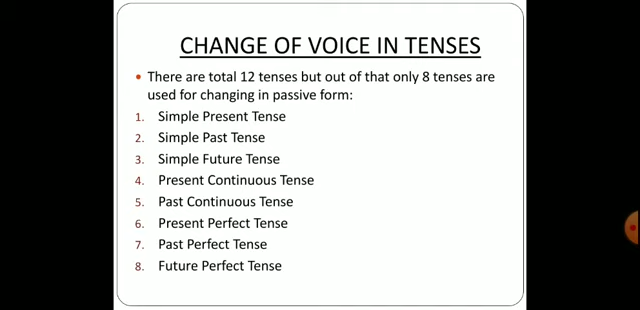 CHANGE OF VOICE IN TENSES
• There are total 12 tenses but out of that only 8 tenses are
used for changing in passive form:
1. Simple Present Tense
2. Simple Past Tense
3. Simple Future Tense
4. Present Continuous Tense
5. Past Continuous Tense
6. Present Perfect Tense
7. Past Perfect Tense
8. Future Perfect Tense